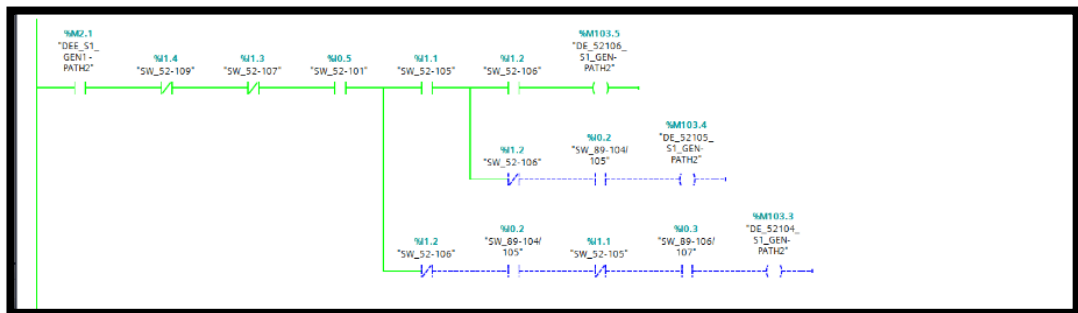 %M2.1
"DEE_S1_
GEN1-
PATH2"
%I1.4
"SW_52-109"
%I1.3
"SW_52-107"
%I0.5
"SW_52-101"
%I1.1
"SW_52-105"
%I1.2
"SW_52-106"
%M103.5
"DE_52106_
S1_GEN-
PATH2"
%I1.2
"SW_52-106"
%I0.2
"SW_89-104/
105"
%M103.4
"DE_52105_
S1_GEN-
PATH2"
%I1.2
"SW_52-106"
%I0.2
"SW_89-104/
105"
%I1.1
"SW_52-105"
%I0.3
"SW_89-106/
107"
%M103.3
"DE_52104_
S1_GEN-
PATH2"